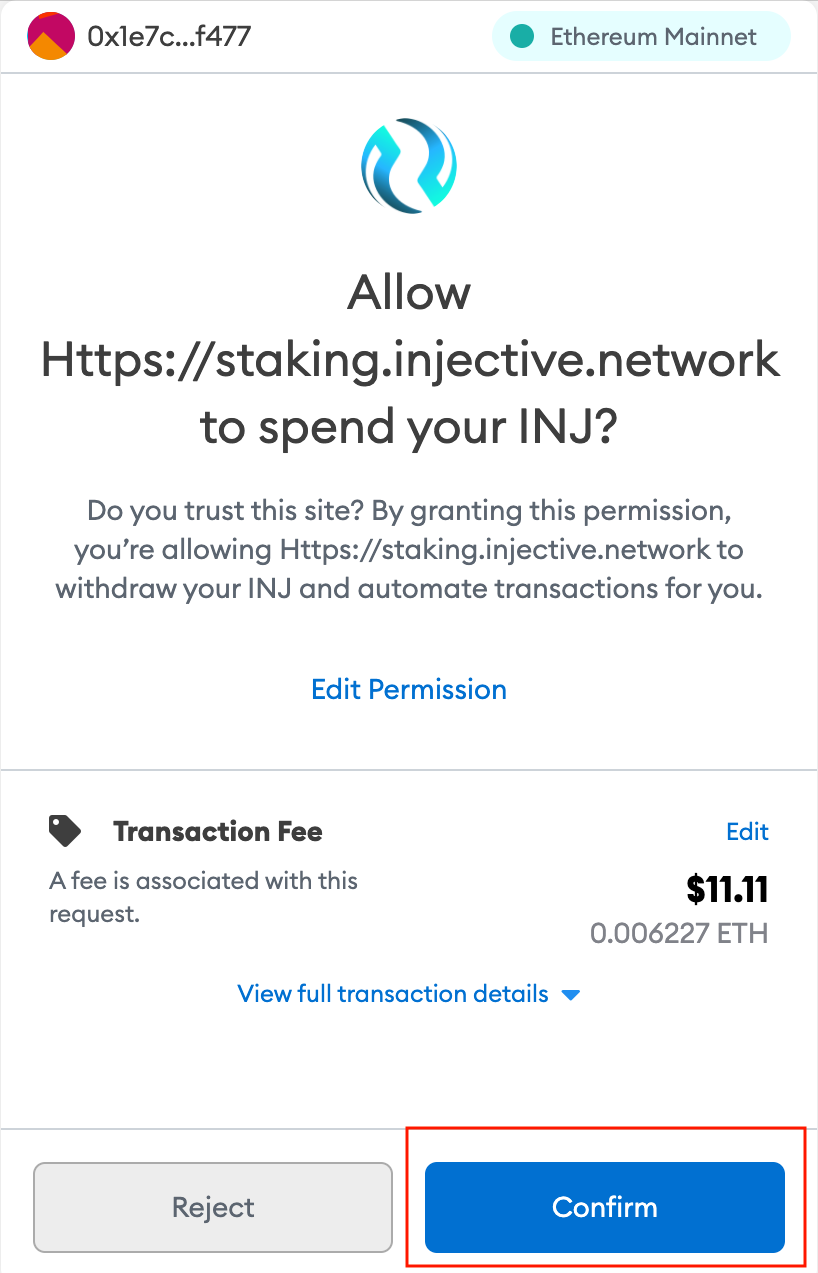 0x1e7c...f477
Ethereum Mainnet
Allow
Https://staking.injective.network
to spend your INJ?
Do you trust this site? By granting this permission,
you’re allowing Https://staking.injective.network to
withdraw your INJ and automate transactions for you.
Edit Permission
Transaction Fee
Edit
A fee is associated with this
request.
$11.11
0.006227 ETH
View full transaction details
Reject
Confirm